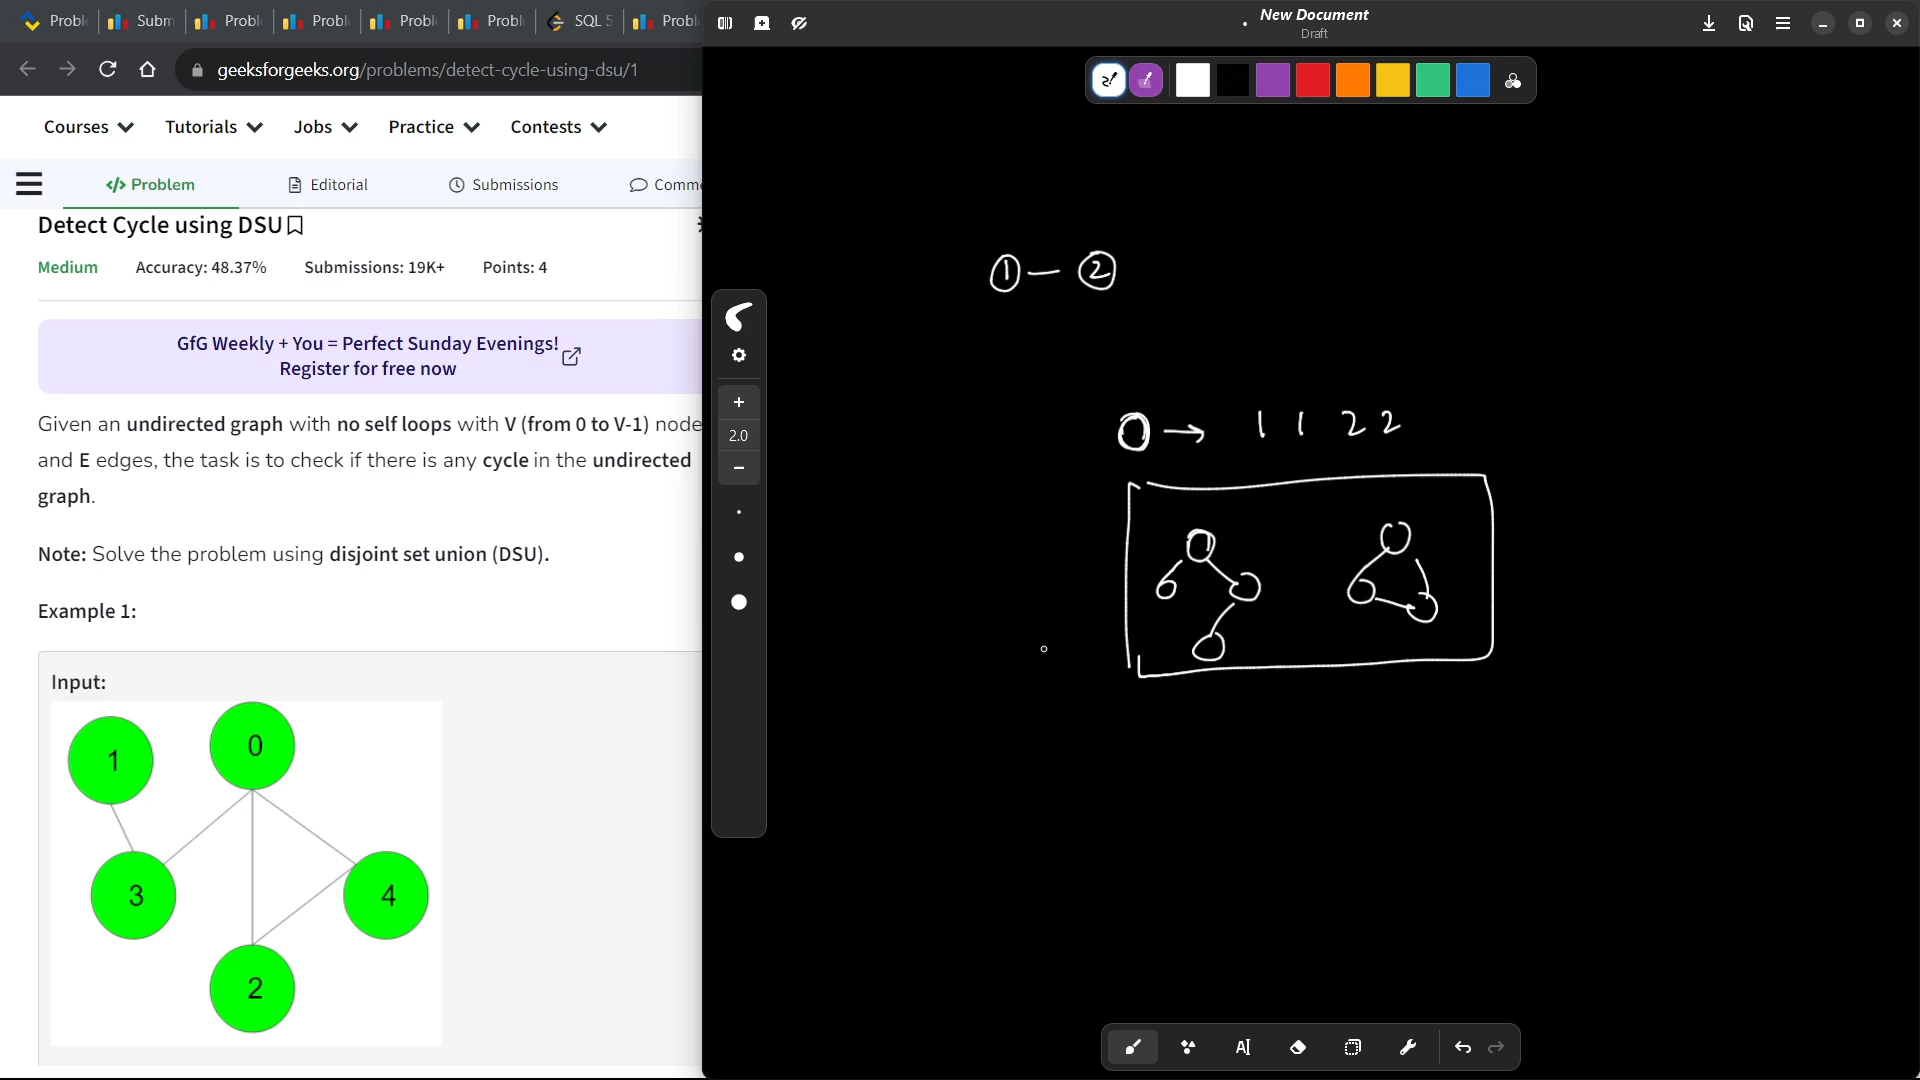 Probl
Subm
Probl
Probl
Probl
Probl
SQL 5
Probl
geeksforgeeks.org/problems/detect-cycle-using-dsu/1
New Document
Draft
Courses Tutorials Jobs Practice Contests
Problem Editorial Submissions Comme
Detect Cycle using DSU
Medium Accuracy: 48.37% Submissions: 19K+ Points: 4
GfG Weekly + You = Perfect Sunday Evenings!
Register for free now
Given an undirected graph with no self loops with V (from 0 to V-1) node
and E edges, the task is to check if there is any cycle in the undirected
graph.
Note: Solve the problem using disjoint set union (DSU).
Example 1:
Input:
1
0
3
4
2
2.0
1 — 2
0 → 1 1 2 2
AI